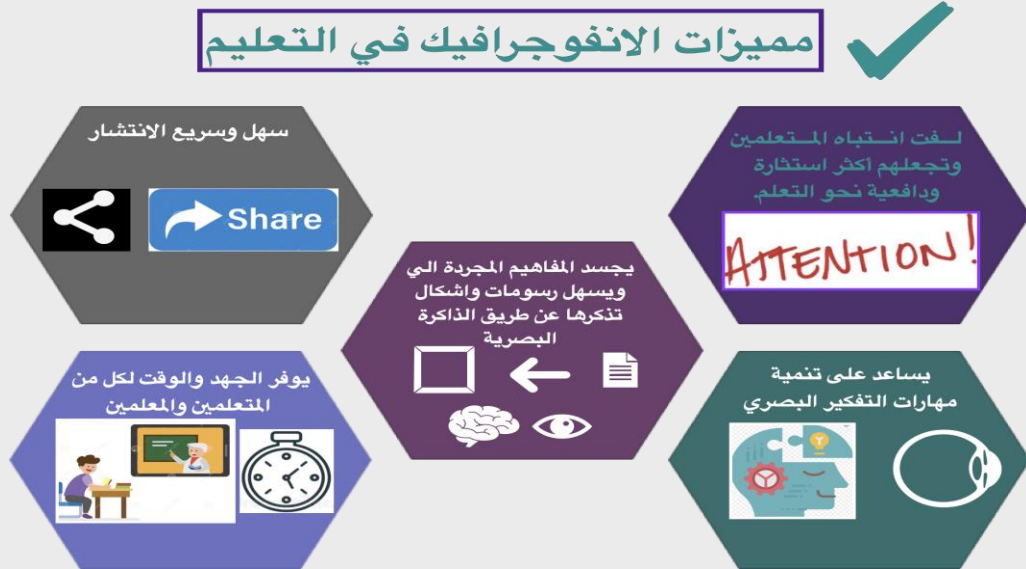 مميزات الانفوجرافيك في التعليم
لفت انتباه المتعلمين
وتجعلهم أكثر استثارة
ودافعية نحو التعلم.
ATTENTION!
سهل وسريع الانتشار
Share
يجسد المفاهيم المجردة الي
ويسهل رسومات واشكال
تذكرها عن طريق الذاكرة
البصرية
يساعد على تنمية
مهارات التفكير البصري
يوفر الجهد والوقت لكل من
المتعلمين والمعلمين